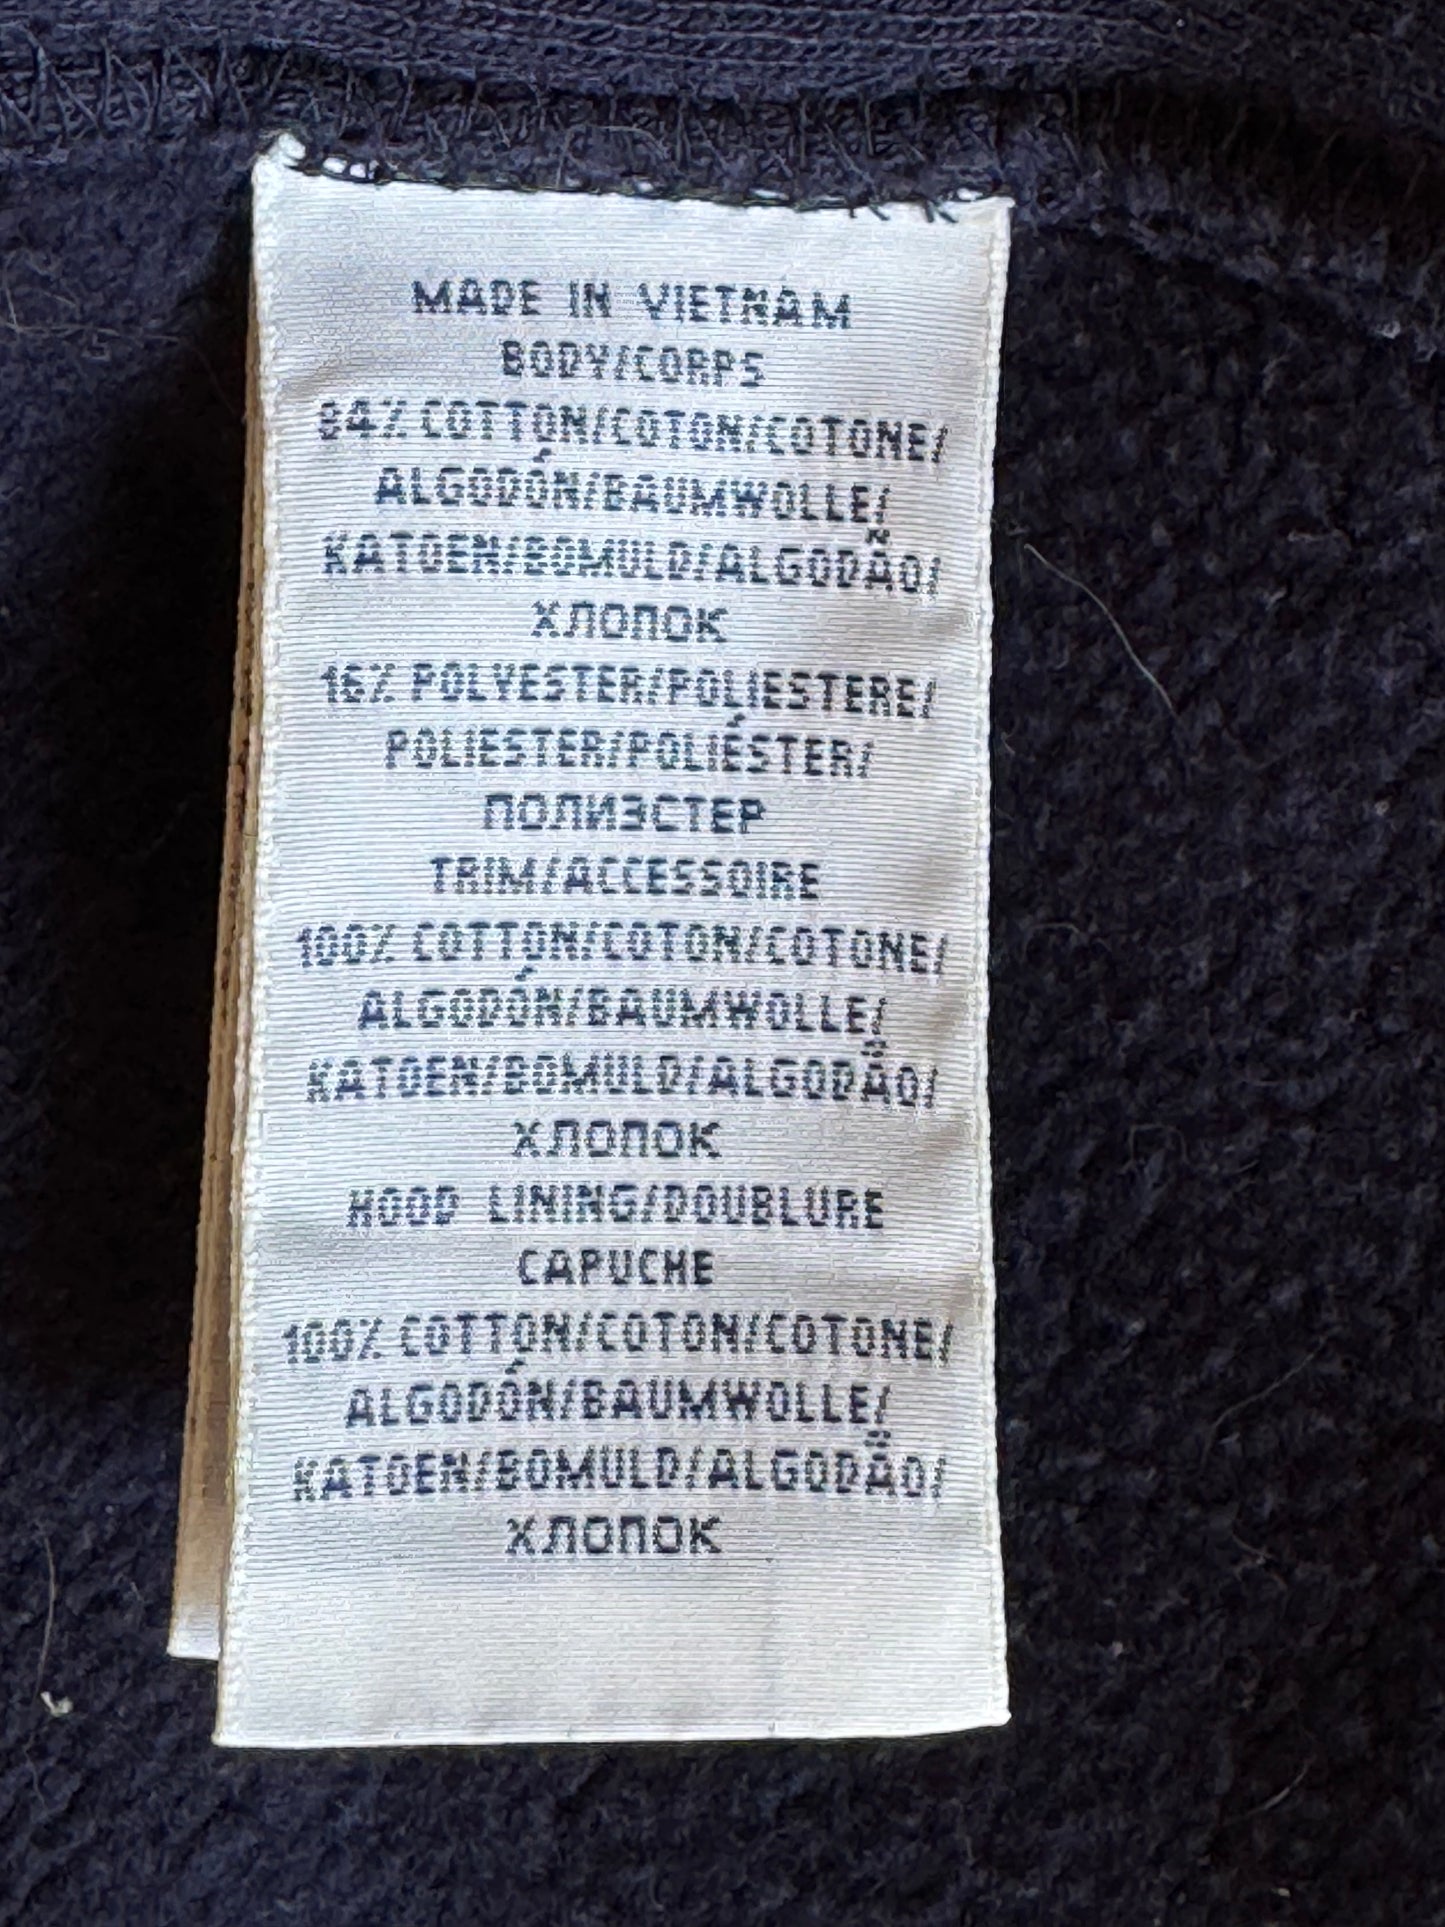 MADE IN VIETNAM
BODY/CORPS
84% COTTON/COTON/COTONE/
ALGODÓN/BAUMWOLLE/
KATOEN/BOMULD/ALGODÃO/
ХЛОПОК
16% POLYESTER/POLIESTERE/
POLIESTER/POLIÉSTER/
ПОЛИЭСТЕР
TRIM/ACCESSOIRE
100% COTTON/COTON/COTONE/
ALGODÓN/BAUMWOLLE/
KATOEN/BOMULD/ALGODÃO/
ХЛОПОК
HOOD LINING/DOUBLURE
CAPUCHE
100% COTTON/COTON/COTONE/
ALGODÓN/BAUMWOLLE/
KATOEN/BOMULD/ALGODÃO/
ХЛОПОК